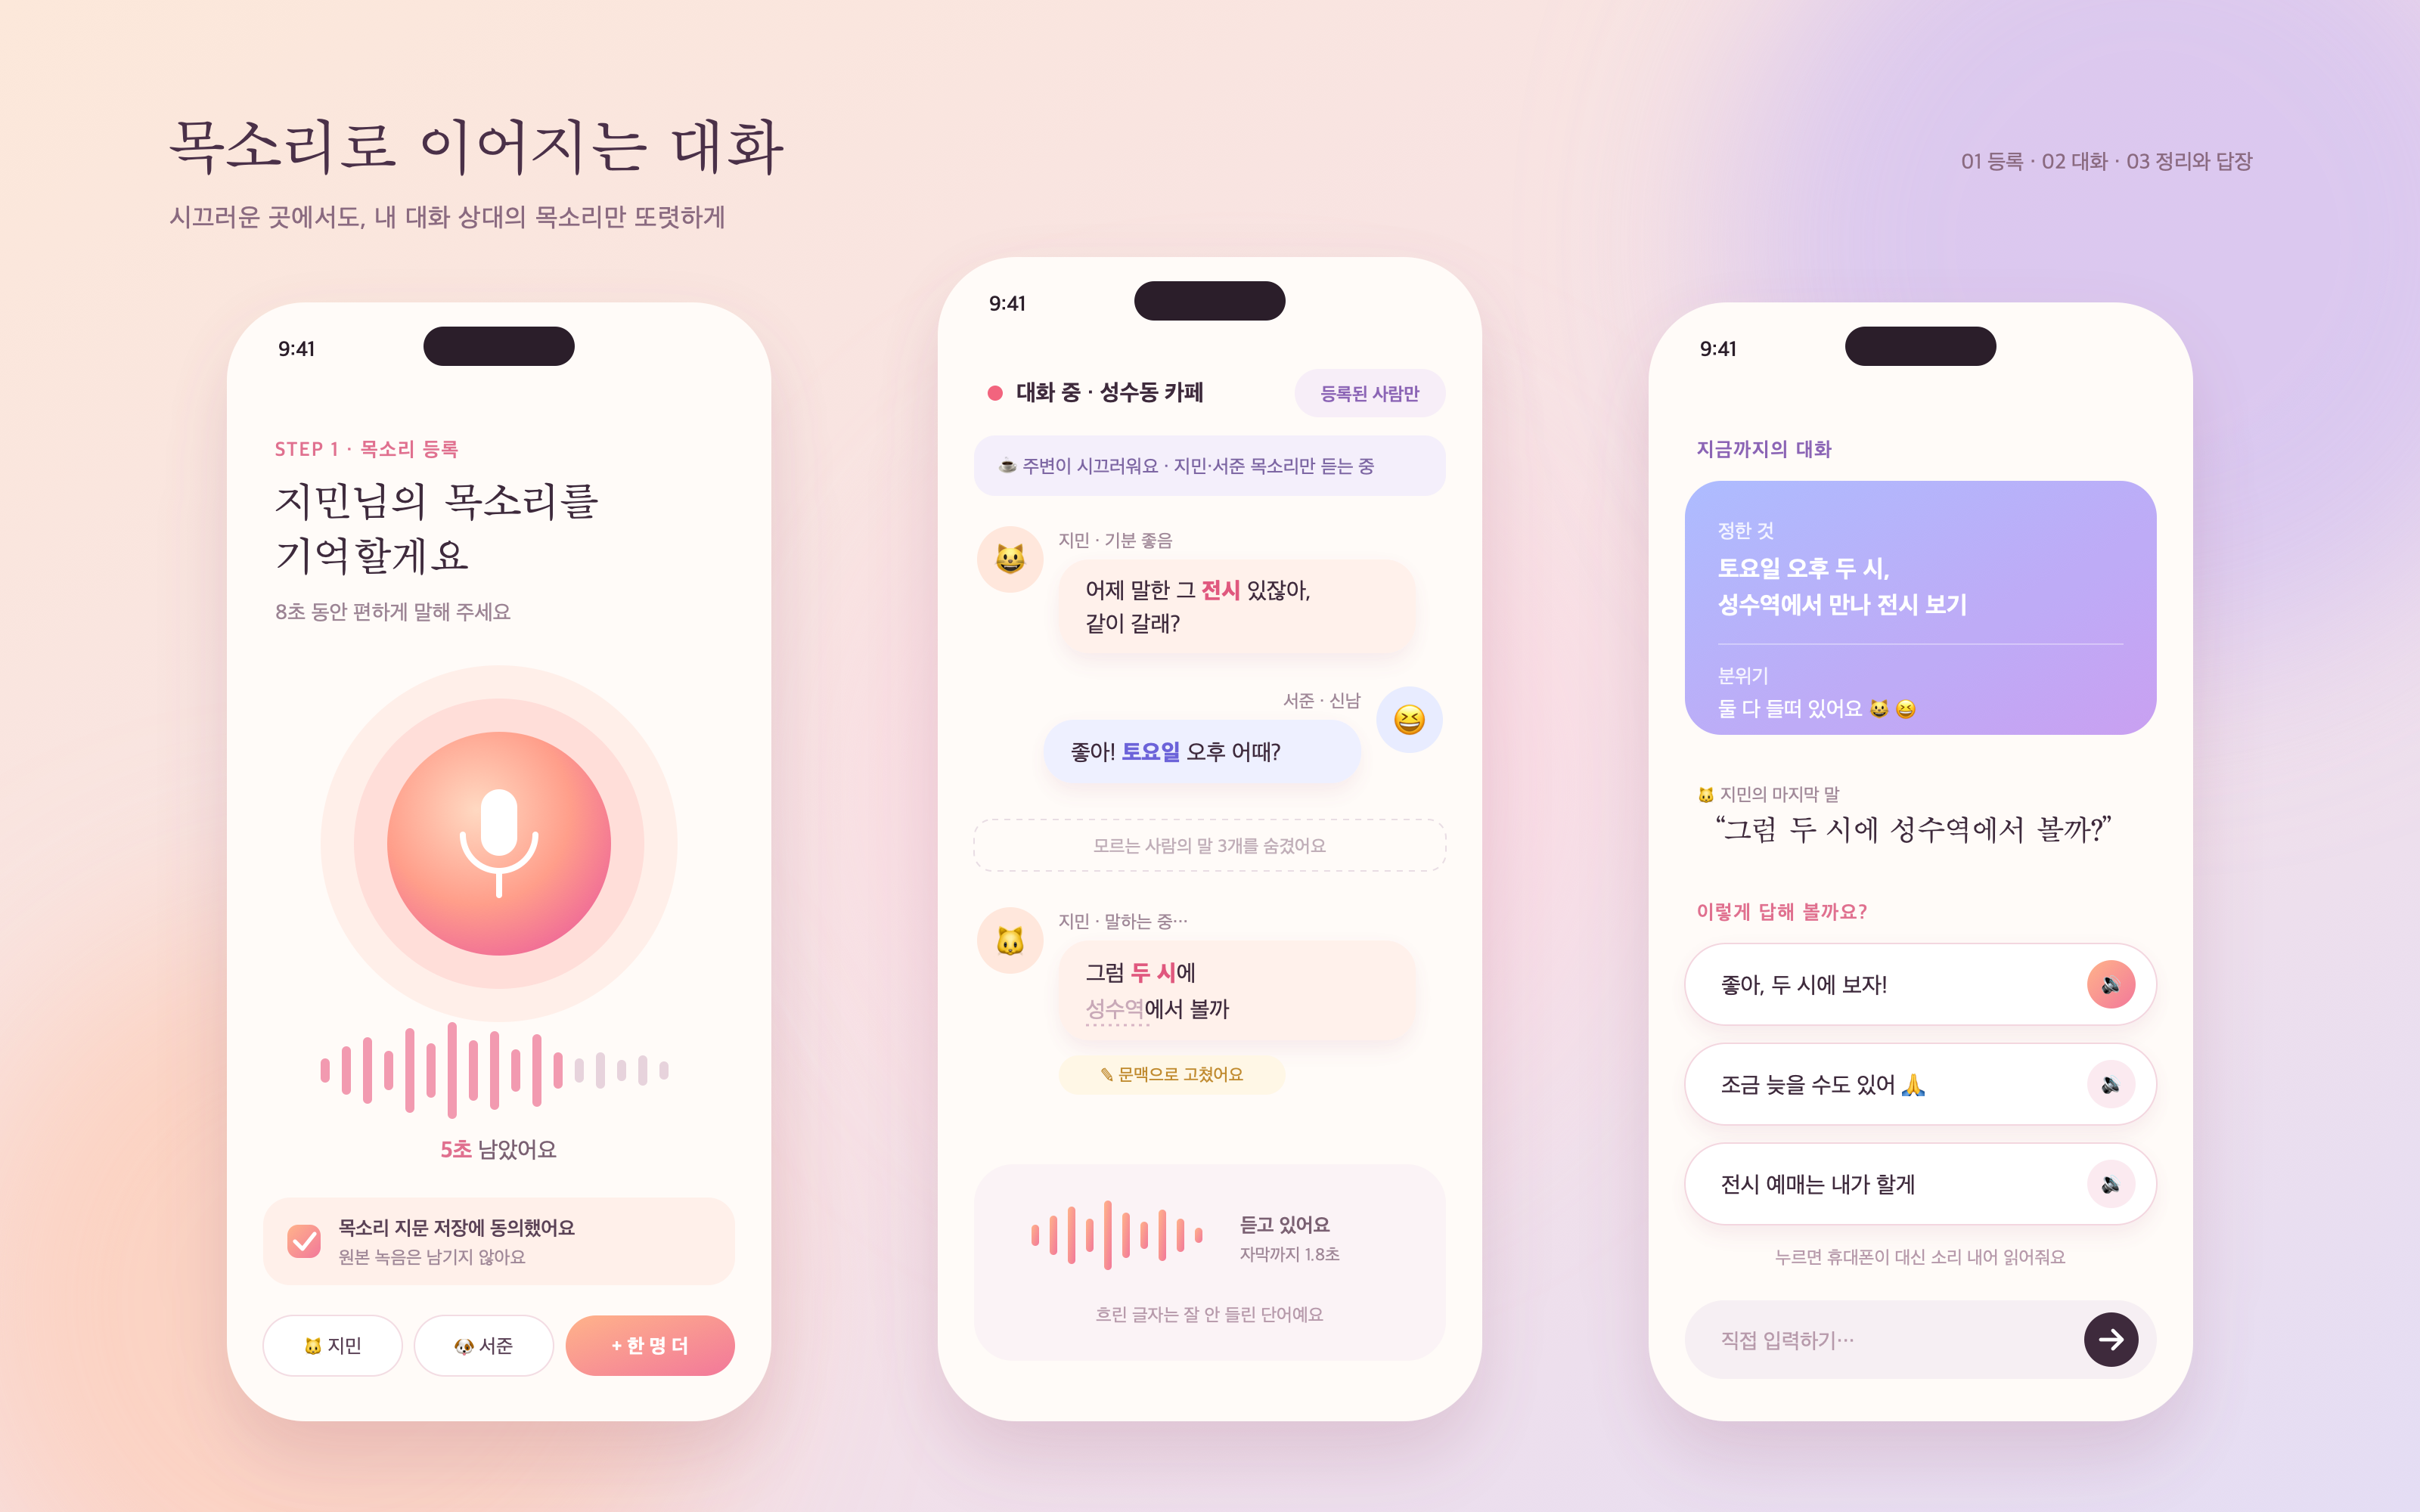 목소리로 이어지는 대화
시끄러운 곳에서도, 내 대화 상대의 목소리만 또렷하게
01 등록 · 02 대화 · 03 정리와 답장
9:41
STEP 1 · 목소리 등록
지민님의 목소리를
기억할게요
8초 동안 편하게 말해 주세요
5초 남았어요
목소리 지문 저장에 동의했어요
원본 녹음은 남기지 않아요
🐱 지민
🐶 서준
+ 한 명 더
9:41
대화 중 · 성수동 카페
등록된 사람만
☕ 주변이 시끄러워요 · 지민·서준 목소리만 듣는 중
지민 · 기분 좋음
어제 말한 그 전시 있잖아,
같이 갈래?
서준 · 신남
좋아! 토요일 오후 어때?
모르는 사람의 말 3개를 숨겼어요
지민 · 말하는 중…
그럼 두 시에
성수역에서 볼까
✎ 문맥으로 고쳤어요
듣고 있어요
자막까지 1.8초
흐린 글자는 잘 안 들린 단어예요
9:41
지금까지의 대화
정한 것
토요일 오후 두 시,
성수역에서 만나 전시 보기
분위기
둘 다 들떠 있어요 😺 😆
🐱 지민의 마지막 말
“그럼 두 시에 성수역에서 볼까?”
이렇게 답해 볼까요?
좋아, 두 시에 보자!
조금 늦을 수도 있어 🙏
전시 예매는 내가 할게
누르면 휴대폰이 대신 소리 내어 읽어줘요
직접 입력하기…